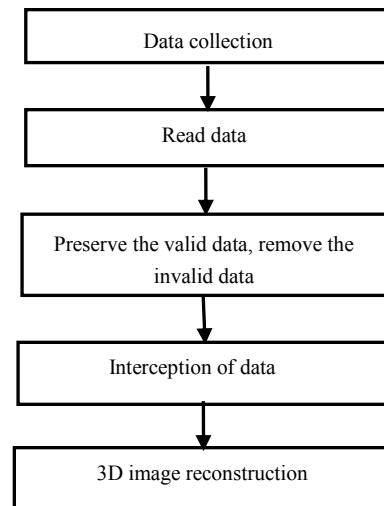 Data collection
Read data
Preserve the valid data, remove the
invalid data
Interception of data
3D image reconstruction